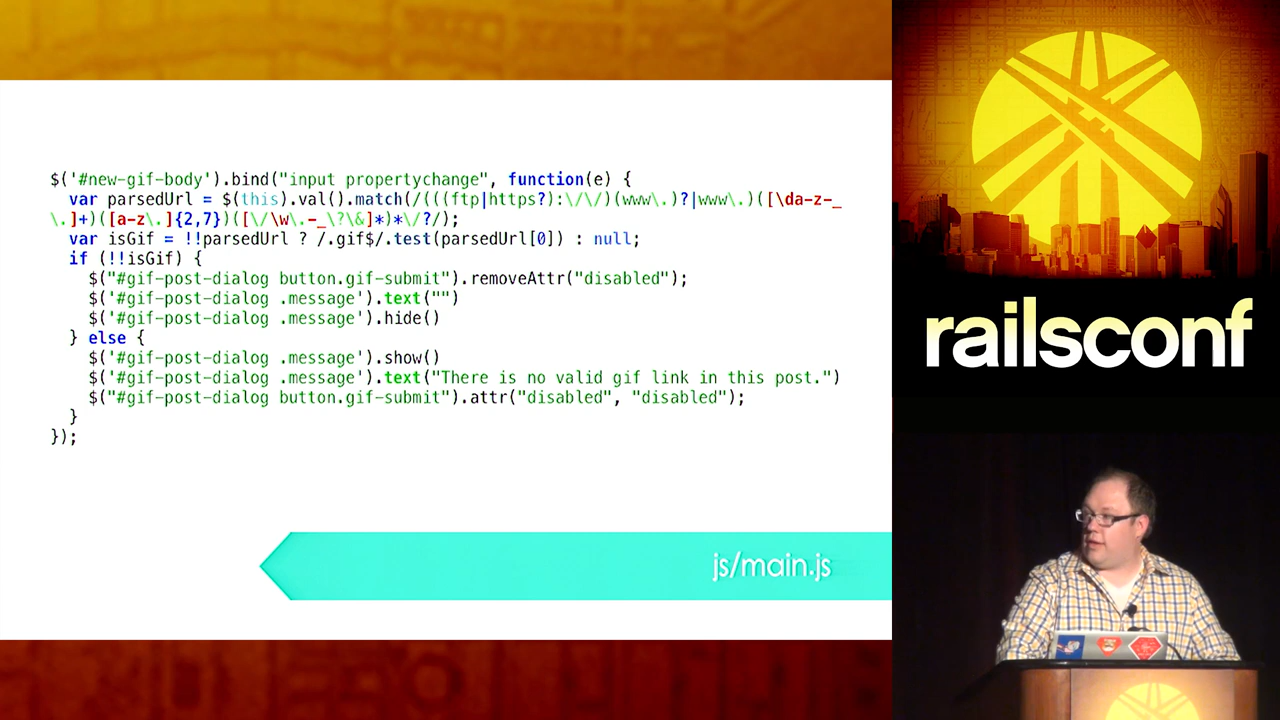 $('#new-gif-body').bind("input propertychange", function(e) {
  var parsedUrl = $(this).val().match(/(((ftp|https?):\/\/)(www\.)?|www\.)([\da-z-_
\.]+)([a-z\.]{2,7})([\/\w\.-_\?\&]*)*\/?/);
  var isGif = !!parsedUrl ? /.gif$/.test(parsedUrl[0]) : null;
  if (!!isGif) {
    $("#gif-post-dialog button.gif-submit").removeAttr("disabled");
    $('#gif-post-dialog .message').text("")
    $('#gif-post-dialog .message').hide()
  } else {
    $('#gif-post-dialog .message').show()
    $('#gif-post-dialog .message').text("There is no valid gif link in this post.")
    $("#gif-post-dialog button.gif-submit").attr("disabled", "disabled");
  }
});
js/main.js
railsconf